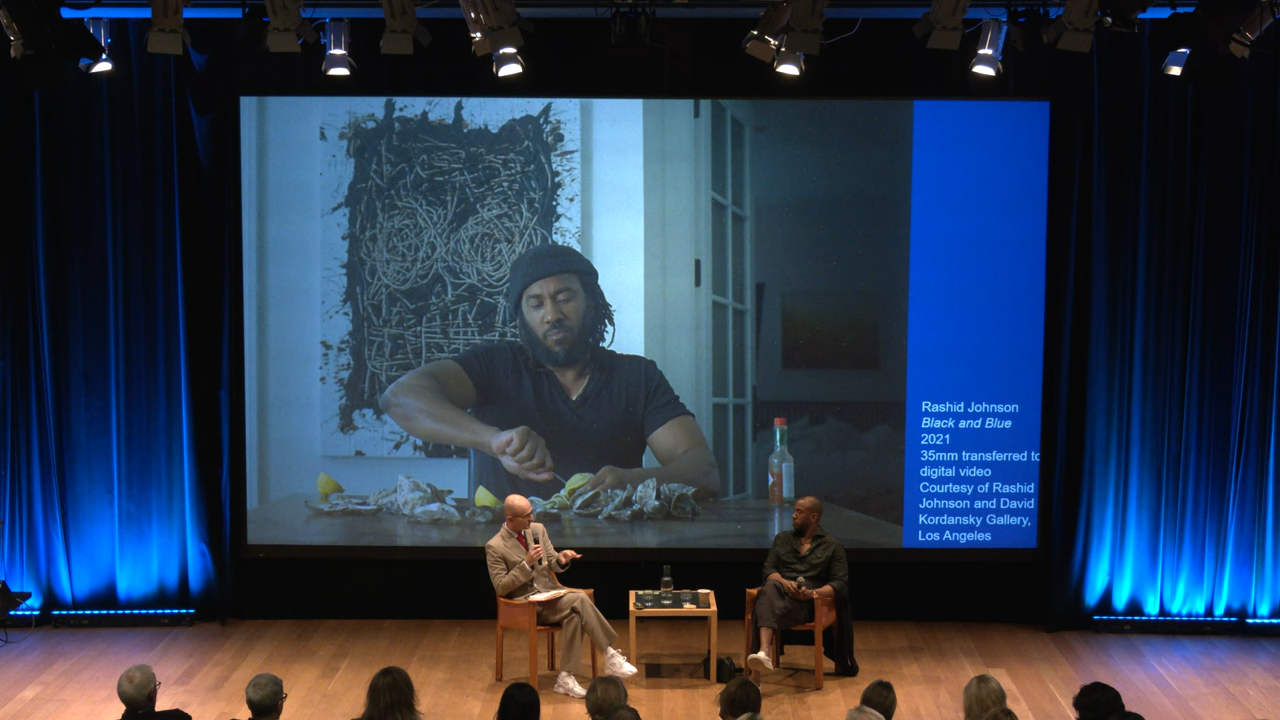 Rashid Johnson
Black and Blue
2021
35mm transferred to
digital video
Courtesy of Rashid
Johnson and David
Kordansky Gallery,
Los Angeles